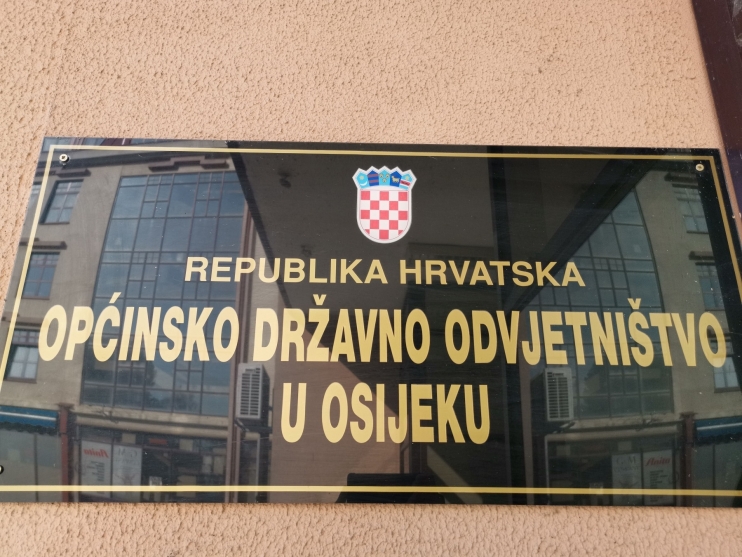 REPUBLIKA HRVATSKA
OPĆINSKO DRŽAVNO ODVJETNIŠTVO
U OSIJEKU